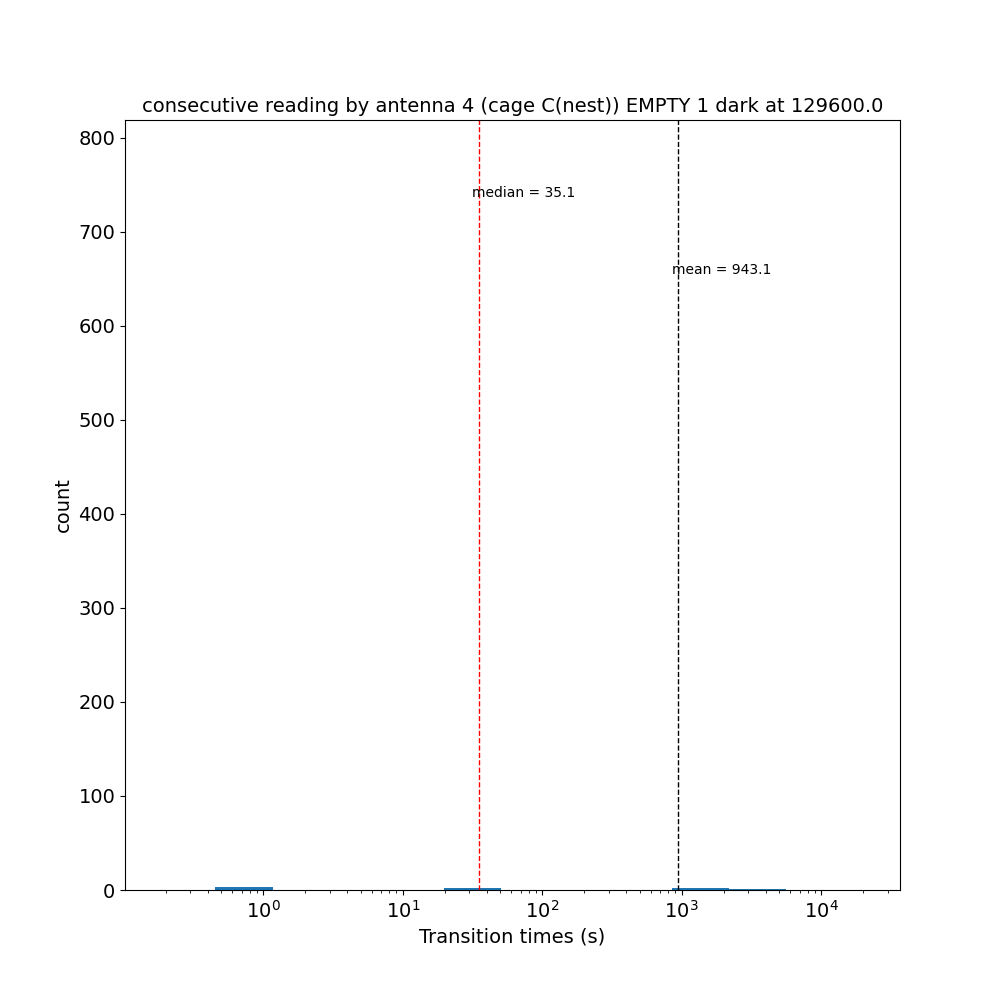 consecutive reading by antenna 4 (cage C(nest)) EMPTY 1 dark at 129600.0
800
median = 35.1
700
mean = 943.1
600
500
count
400
300
200
100
0
10⁰ 10¹ 10² 10³ 10⁴
Transition times (s)